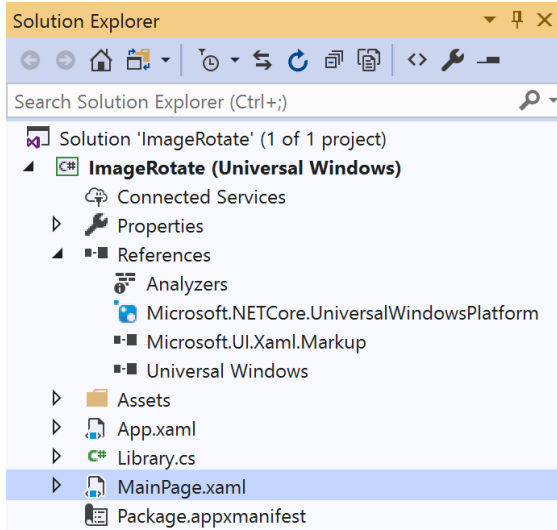 Solution Explorer
Search Solution Explorer (Ctrl+;)
Solution 'ImageRotate' (1 of 1 project)
C# ImageRotate (Universal Windows)
Connected Services
Properties
References
Analyzers
Microsoft.NETCore.UniversalWindowsPlatform
Microsoft.UI.Xaml.Markup
Universal Windows
Assets
App.xaml
C# Library.cs
MainPage.xaml
Package.appxmanifest